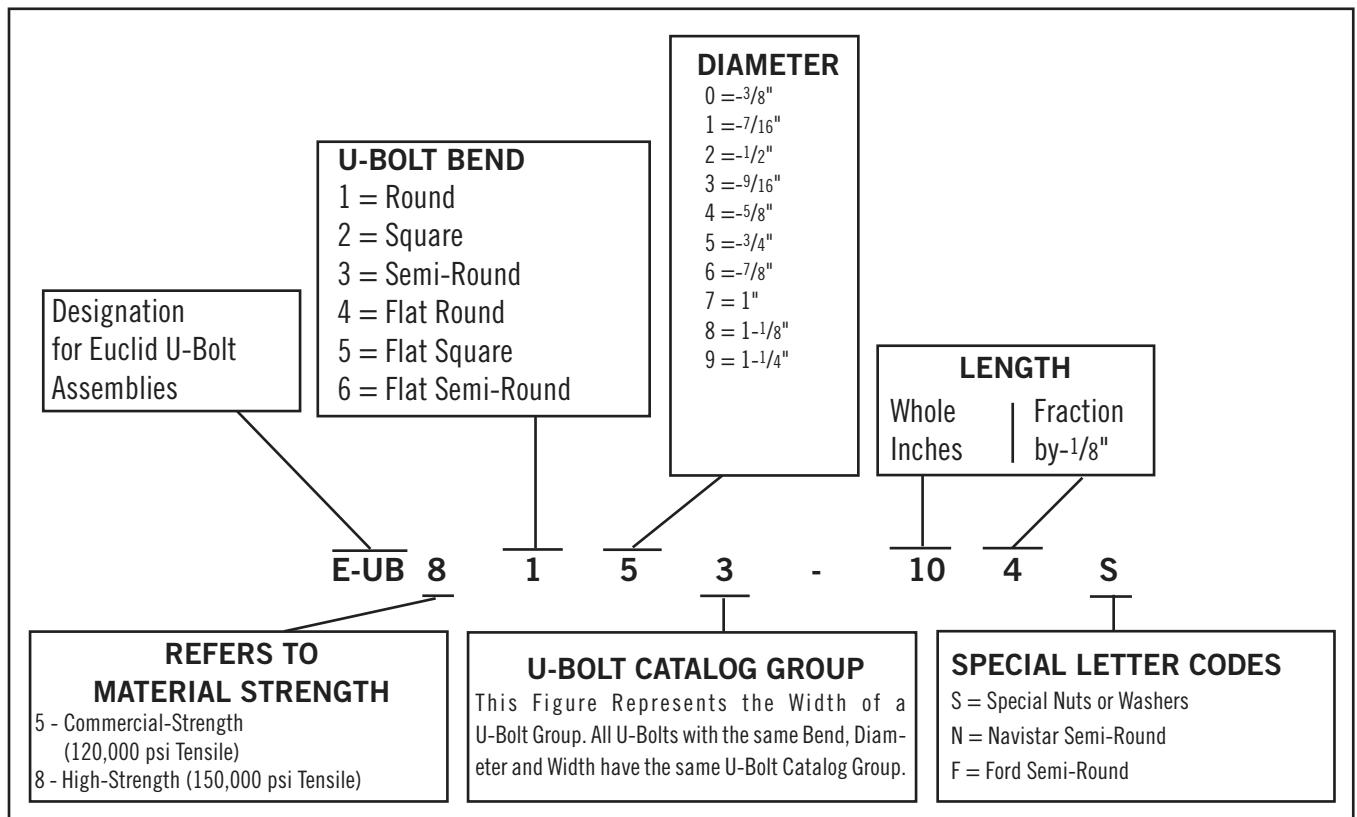 DIAMETER
0 =-3/8"
1 =-7/16"
2 =-1/2"
3 =-9/16"
4 =-5/8"
5 =-3/4"
6 =-7/8"
7 = 1"
8 = 1-1/8"
9 = 1-1/4"
U-BOLT BEND
1 = Round
2 = Square
3 = Semi-Round
4 = Flat Round
5 = Flat Square
6 = Flat Semi-Round
Designation
for Euclid U-Bolt
Assemblies
LENGTH
Whole | Fraction
Inches | by-1/8"
E-UB 8 1 5 3 - 10 4 S
REFERS TO
MATERIAL STRENGTH
5 - Commercial-Strength
(120,000 psi Tensile)
8 - High-Strength (150,000 psi Tensile)
U-BOLT CATALOG GROUP
This Figure Represents the Width of a
U-Bolt Group. All U-Bolts with the same Bend, Diam-
eter and Width have the same U-Bolt Catalog Group.
SPECIAL LETTER CODES
S = Special Nuts or Washers
N = Navistar Semi-Round
F = Ford Semi-Round